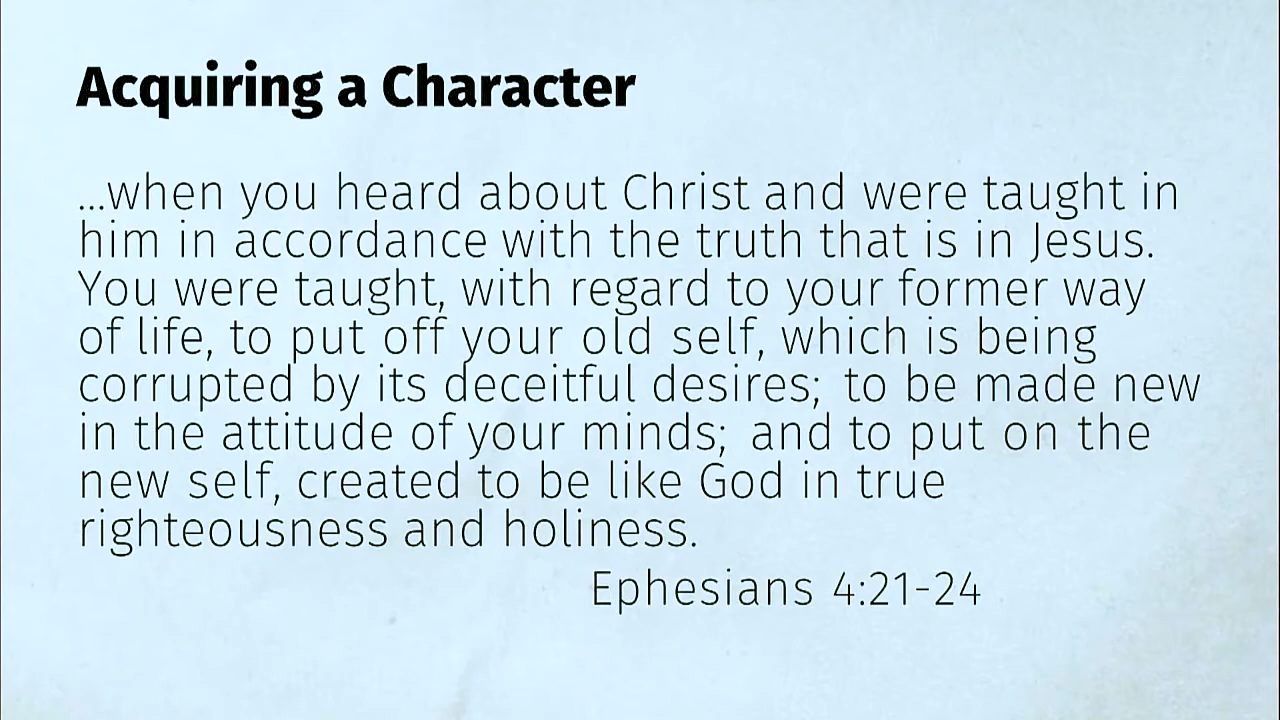 Acquiring a Character
...when you heard about Christ and were taught in
him in accordance with the truth that is in Jesus.
You were taught, with regard to your former way
of life, to put off your old self, which is being
corrupted by its deceitful desires; to be made new
in the attitude of your minds; and to put on the
new self, created to be like God in true
righteousness and holiness.
Ephesians 4:21-24